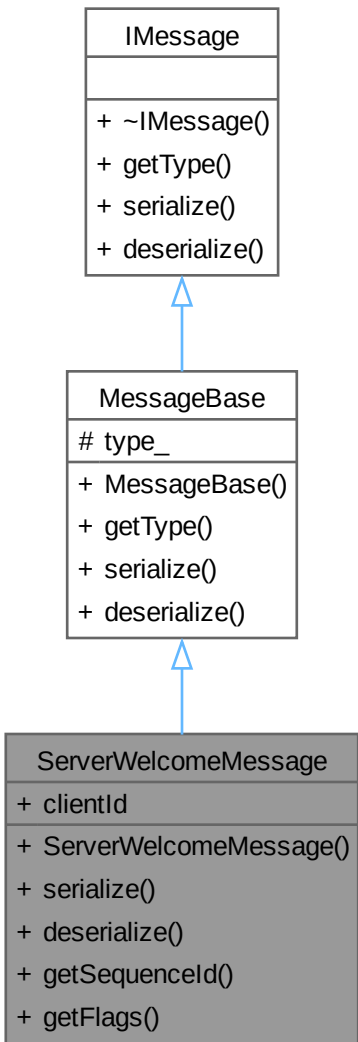 IMessage
+ ~IMessage()
+ getType()
+ serialize()
+ deserialize()
MessageBase
# type_
+ MessageBase()
+ getType()
+ serialize()
+ deserialize()
ServerWelcomeMessage
+ clientId
+ ServerWelcomeMessage()
+ serialize()
+ deserialize()
+ getSequenceId()
+ getFlags()